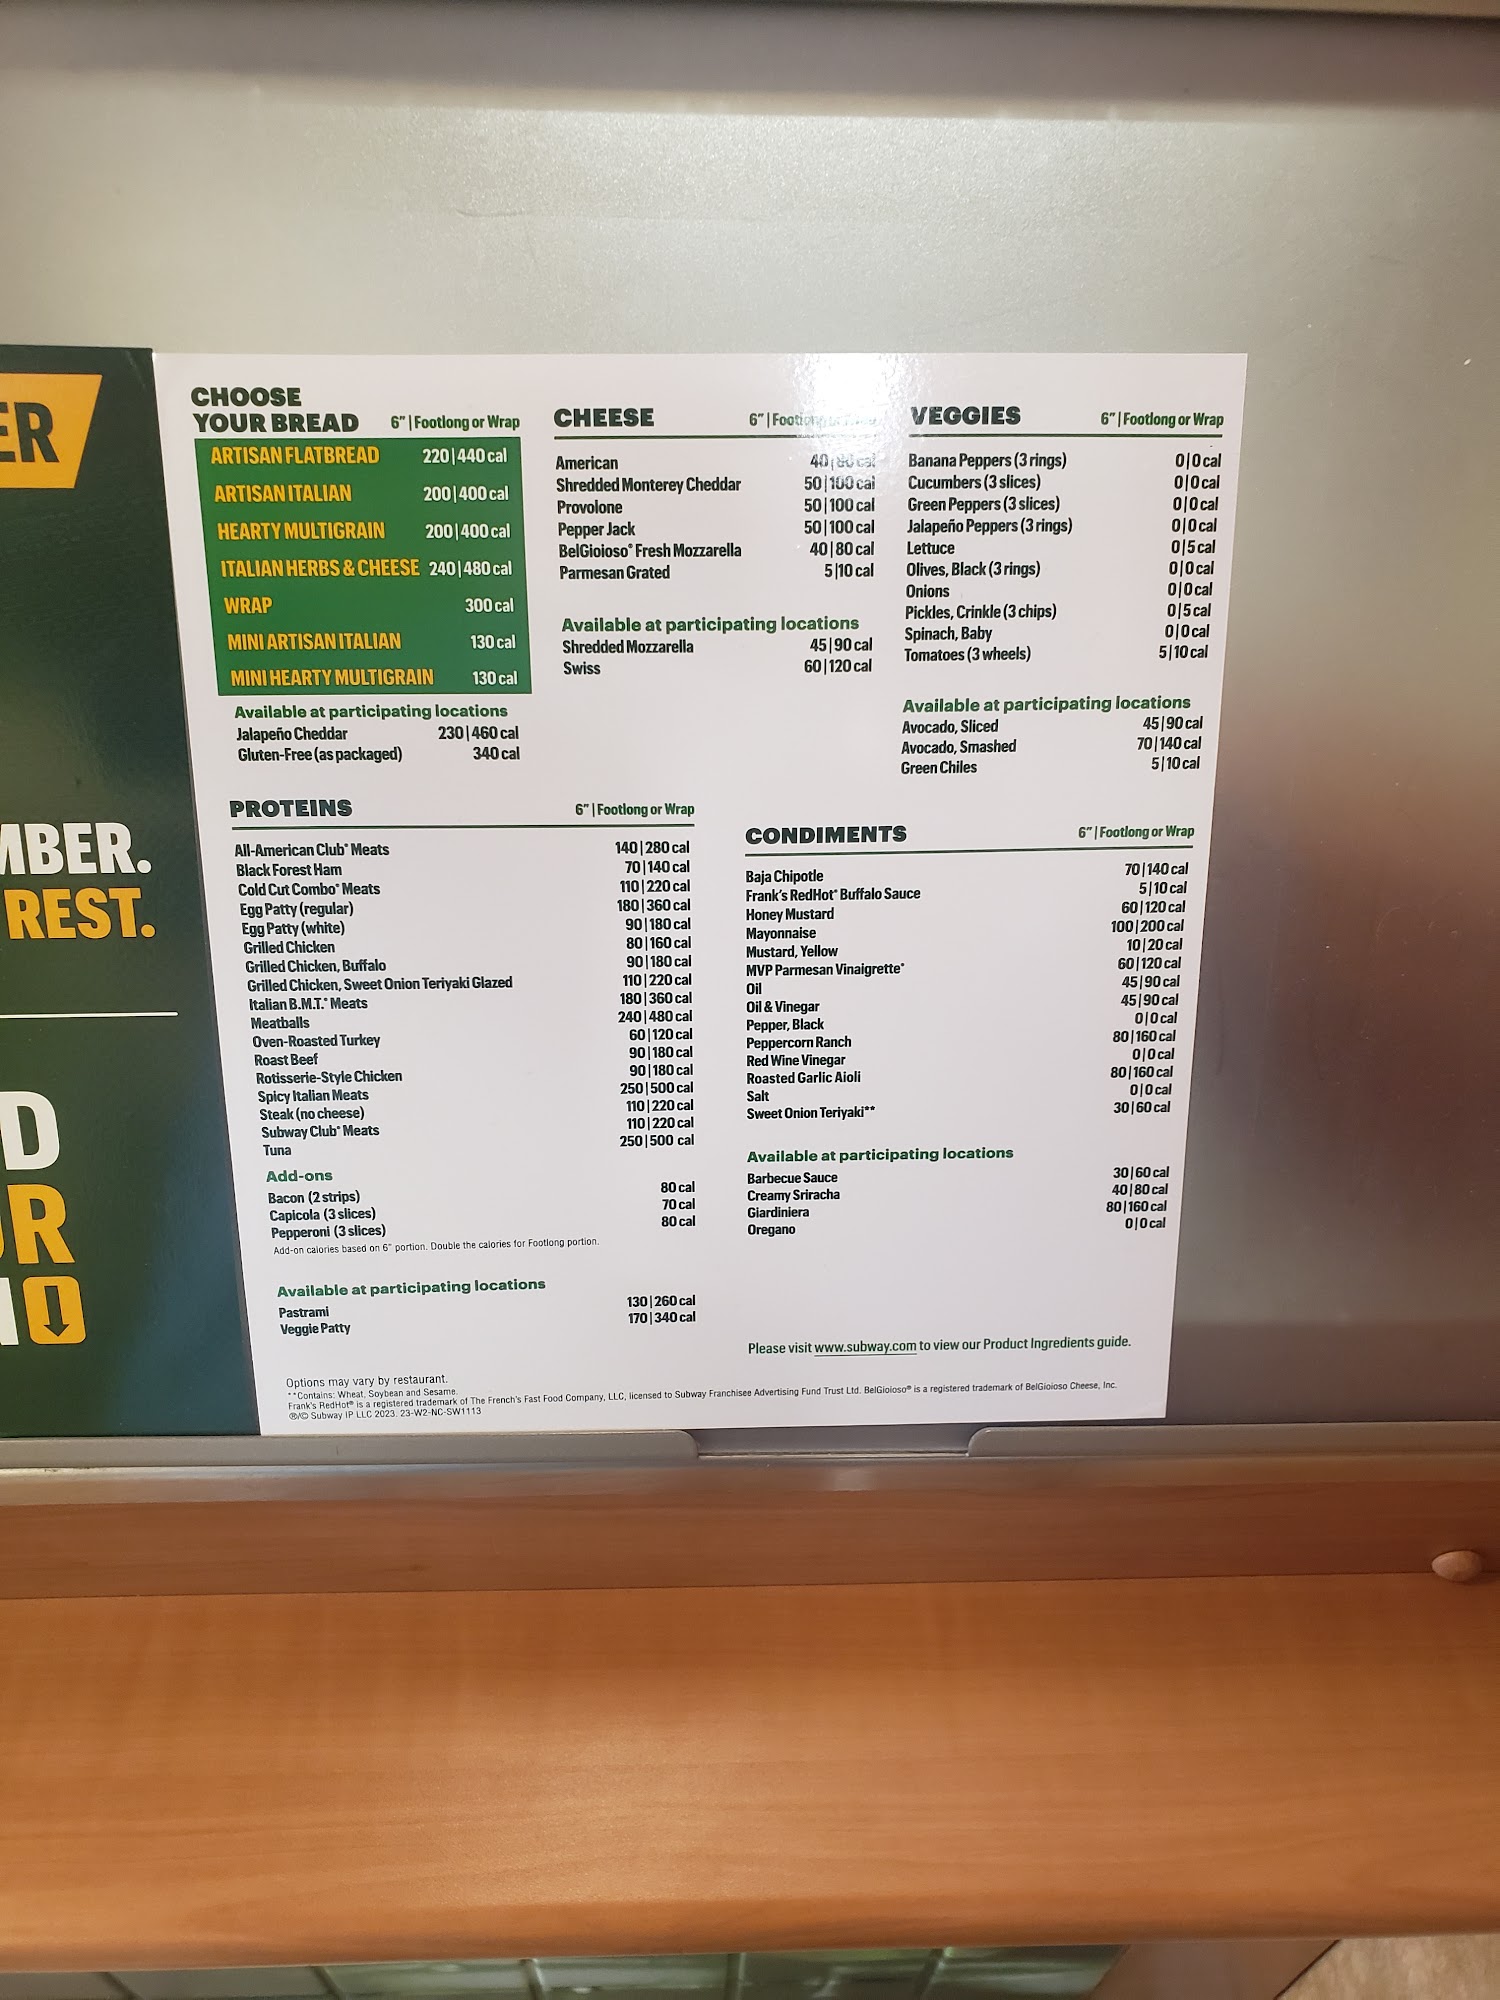 ER
MBER.
REST.
D
UR
CHOOSE
YOUR BREAD 6" | Footlong or Wrap
ARTISAN FLATBREAD 220|440 cal
ARTISAN ITALIAN 200|400 cal
HEARTY MULTIGRAIN 200|400 cal
ITALIAN HERBS & CHEESE 240|480 cal
WRAP 300 cal
MINI ARTISAN ITALIAN 130 cal
MINI HEARTY MULTIGRAIN 130 cal
Available at participating locations
Jalapeño Cheddar 230|460 cal
Gluten-Free (as packaged) 340 cal
CHEESE 6" |
American 40|80 cal
Shredded Monterey Cheddar 50|100 cal
Provolone 50|100 cal
Pepper Jack 50|100 cal
BelGioioso® Fresh Mozzarella 40|80 cal
Parmesan Grated 5|10 cal
Available at participating locations
Shredded Mozzarella 45|90 cal
Swiss 60|120 cal
VEGGIES 6" | Footlong or Wrap
Banana Peppers (3 rings) 0|0 cal
Cucumbers (3 slices) 0|0 cal
Green Peppers (3 slices) 0|0 cal
Jalapeño Peppers (3 rings) 0|0 cal
Lettuce 0|5 cal
Olives, Black (3 rings) 0|0 cal
Onions 0|0 cal
Pickles, Crinkle (3 chips) 0|5 cal
Spinach, Baby 0|0 cal
Tomatoes (3 wheels) 5|10 cal
Available at participating locations
Avocado, Sliced 45|90 cal
Avocado, Smashed 70|140 cal
Green Chiles 5|10 cal
PROTEINS 6" | Footlong or Wrap
All-American Club® Meats 140|280 cal
Black Forest Ham 70|140 cal
Cold Cut Combo® Meats 110|220 cal
Egg Patty (regular) 180|360 cal
Egg Patty (white) 90|180 cal
Grilled Chicken 80|160 cal
Grilled Chicken, Buffalo 90|180 cal
Grilled Chicken, Sweet Onion Teriyaki Glazed 110|220 cal
Italian B.M.T.® Meats 180|360 cal
Meatballs 240|480 cal
Oven-Roasted Turkey 60|120 cal
Roast Beef 90|180 cal
Rotisserie-Style Chicken 90|180 cal
Spicy Italian Meats 250|500 cal
Steak (no cheese) 110|220 cal
Subway Club® Meats 110|220 cal
Tuna 250|500 cal
Add-ons
Bacon (2 strips) 80 cal
Capicola (3 slices) 70 cal
Pepperoni (3 slices) 80 cal
Add-on calories based on 6" portion. Double the calories for Footlong portion.
Available at participating locations
Pastrami 130|260 cal
Veggie Patty 170|340 cal
CONDIMENTS 6" | Footlong or Wrap
Baja Chipotle 70|140 cal
Frank's RedHot® Buffalo Sauce 5|10 cal
Honey Mustard 60|120 cal
Mayonnaise 100|200 cal
Mustard, Yellow 10|20 cal
MVP Parmesan Vinaigrette® 60|120 cal
Oil 45|90 cal
Oil & Vinegar 45|90 cal
Pepper, Black 0|0 cal
Peppercorn Ranch 80|160 cal
Red Wine Vinegar 0|0 cal
Roasted Garlic Aioli 80|160 cal
Salt 0|0 cal
Sweet Onion Teriyaki** 30|60 cal
Available at participating locations
Barbecue Sauce 30|60 cal
Creamy Sriracha 40|80 cal
Giardiniera 80|160 cal
Oregano 0|0 cal
Please visit www.subway.com to view our Product Ingredients guide.
Options may vary by restaurant.
**Contains: Wheat, Soybean and Sesame.
Frank's RedHot® is a registered trademark of The French's Fast Food Company, LLC, licensed to Subway Franchisee Advertising Fund Trust Ltd. BelGioioso® is a registered trademark of BelGioioso Cheese, Inc.
®/© Subway IP LLC 2023. 23-W2-NC-SW1113